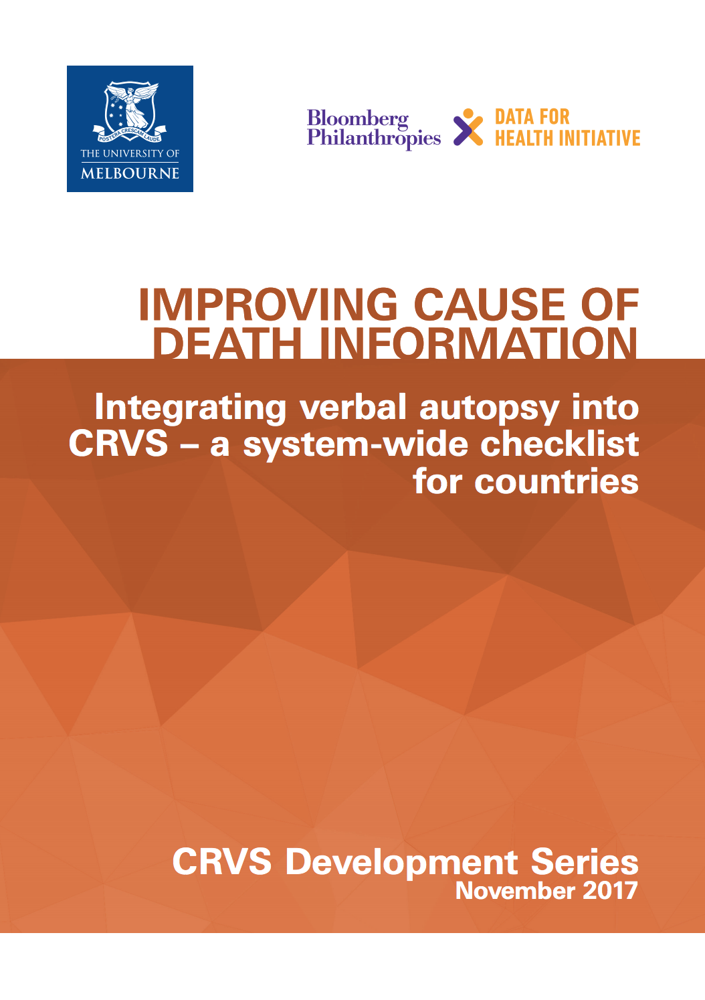 POSTERA CRESCAM LAUDE
THE UNIVERSITY OF
MELBOURNE
Bloomberg
Philanthropies
DATA FOR
HEALTH INITIATIVE
IMPROVING CAUSE OF
DEATH INFORMATION
Integrating verbal autopsy into
CRVS – a system-wide checklist
for countries
CRVS Development Series
November 2017